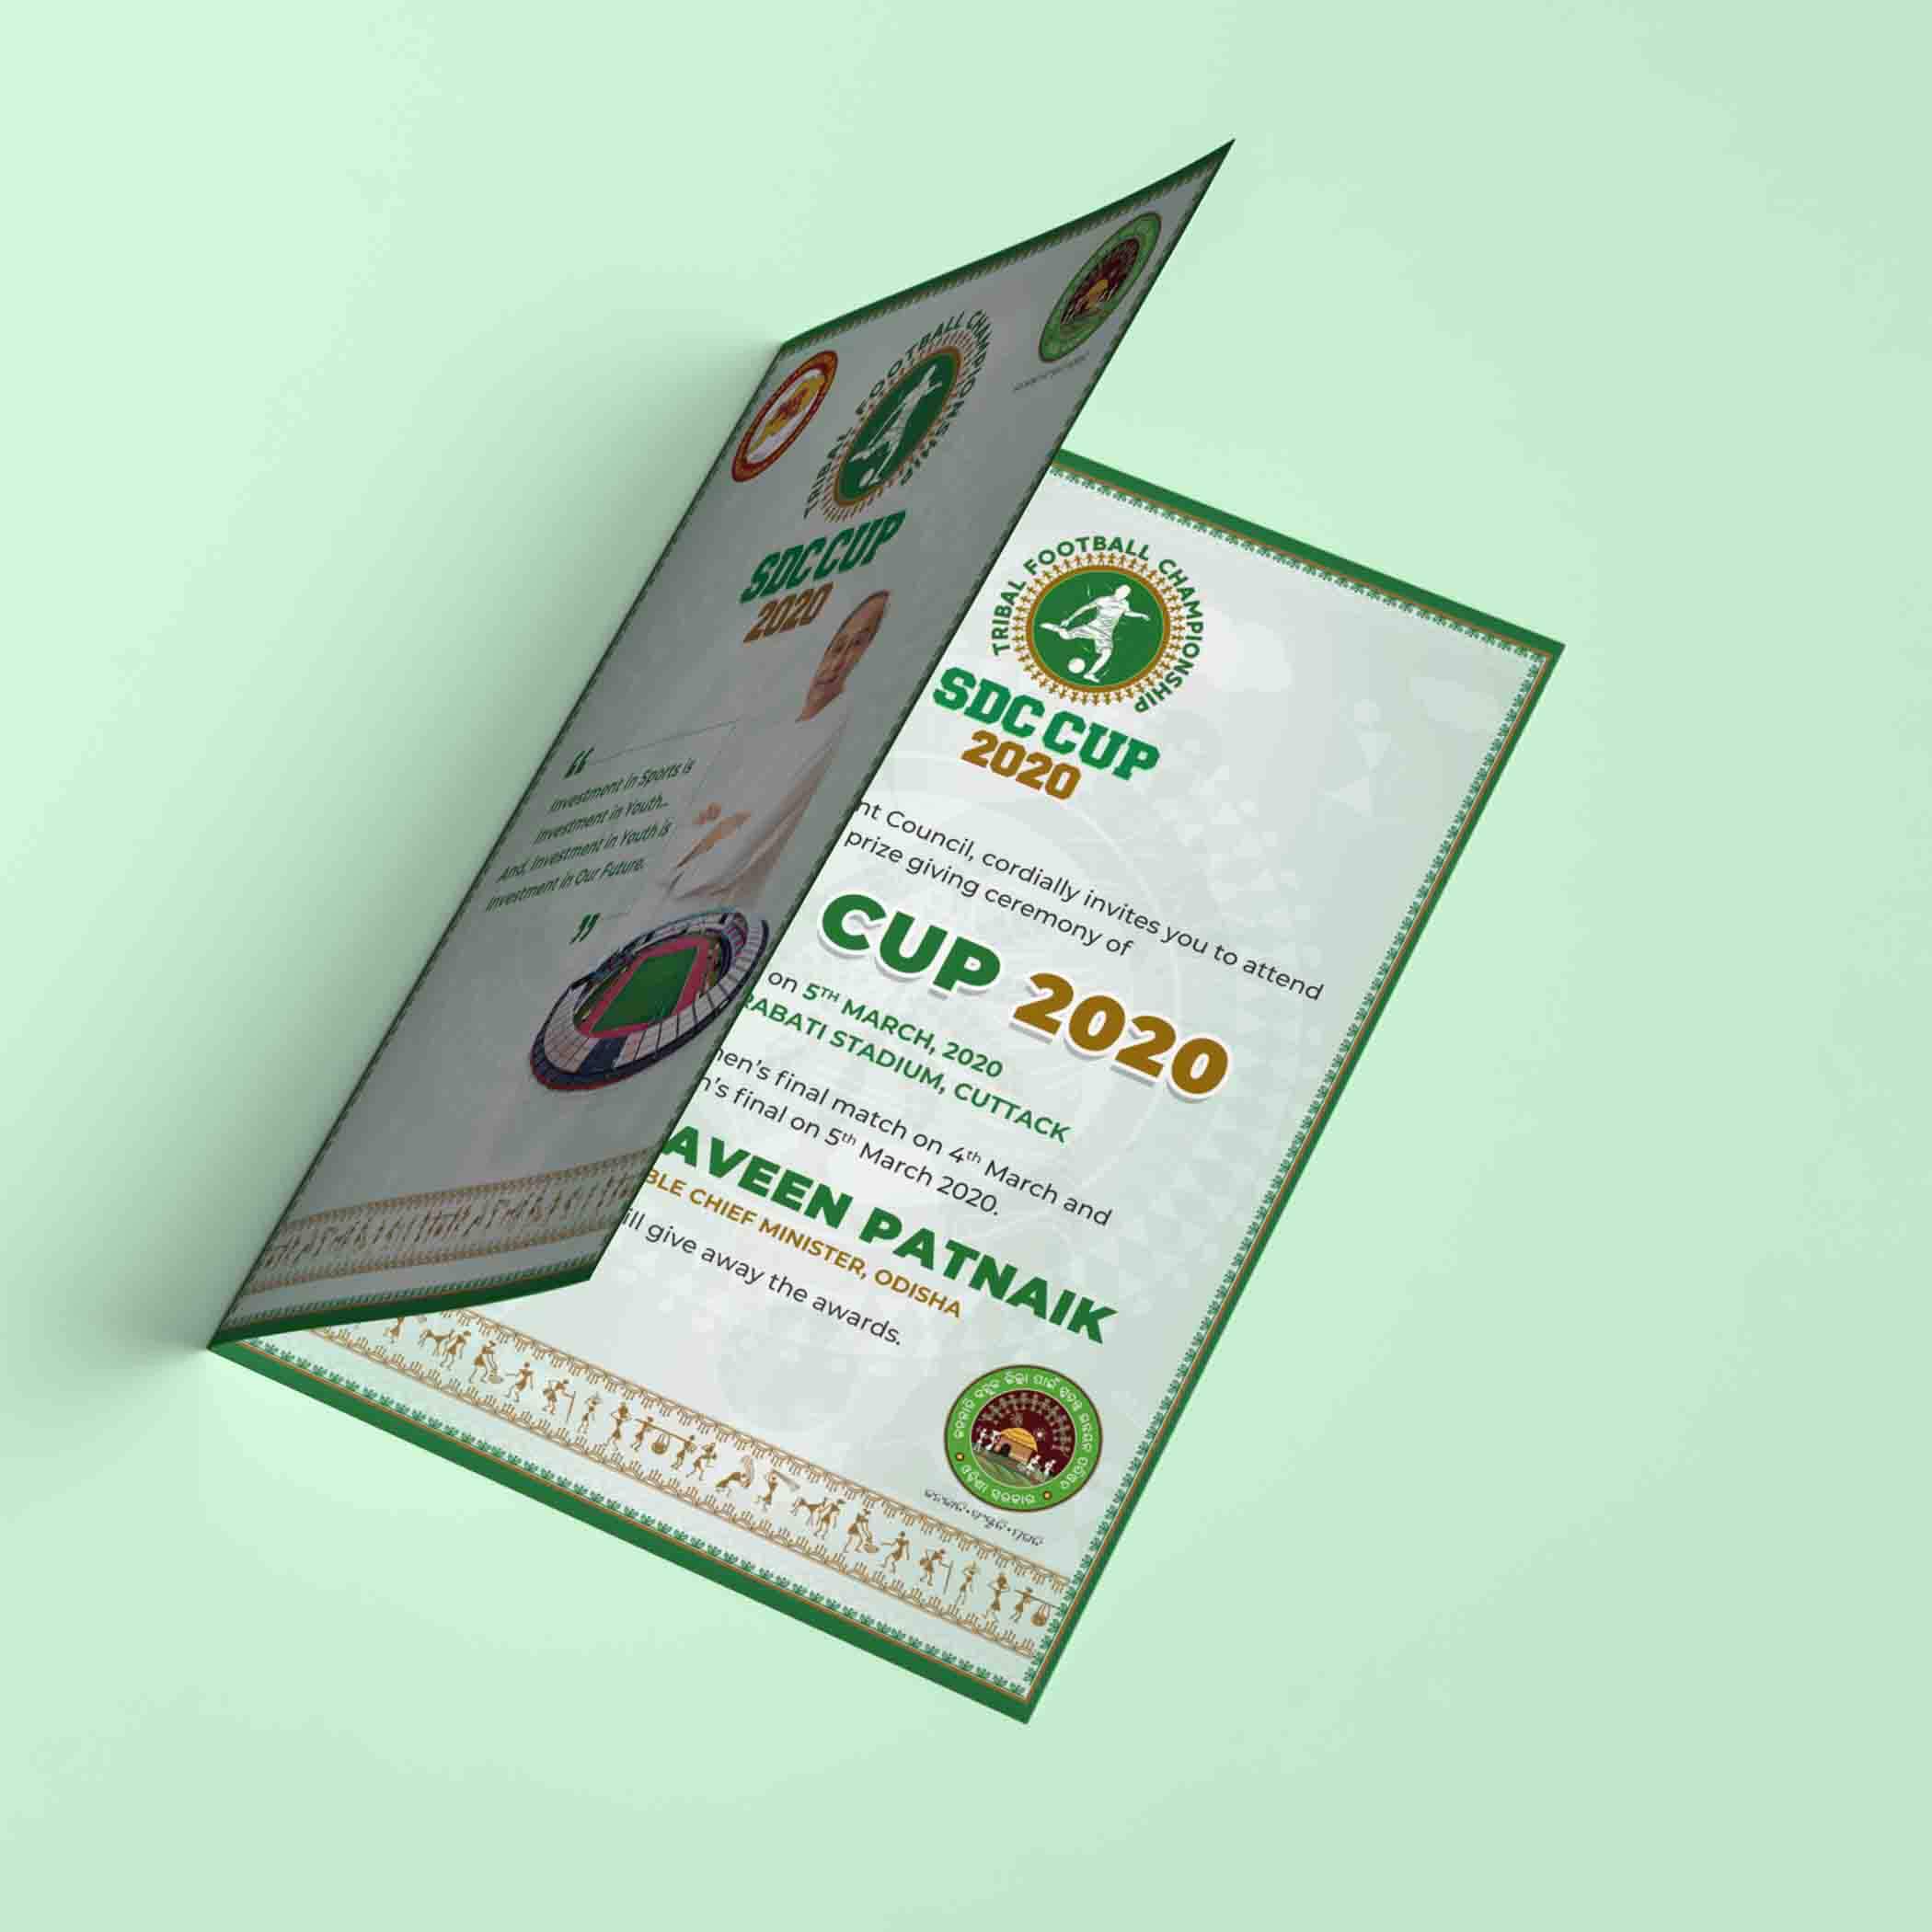 TRIBAL FOOTBALL CHAMPIONSHIP
SDC CUP
2020
“
Investment in Sports is
Investment in Youth...
And, Investment in Youth is
Investment in Our Future.
”
TRIBAL FOOTBALL CHAMPIONSHIP
SDC CUP
2020
nt Council, cordially invites you to attend
prize giving ceremony of
CUP 2020
on 5TH MARCH, 2020
RABATI STADIUM, CUTTACK
men's final match on 4th March and
n's final on 5th March 2020.
AVEEN PATNAIK
BLE CHIEF MINISTER, ODISHA
ill give away the awards.